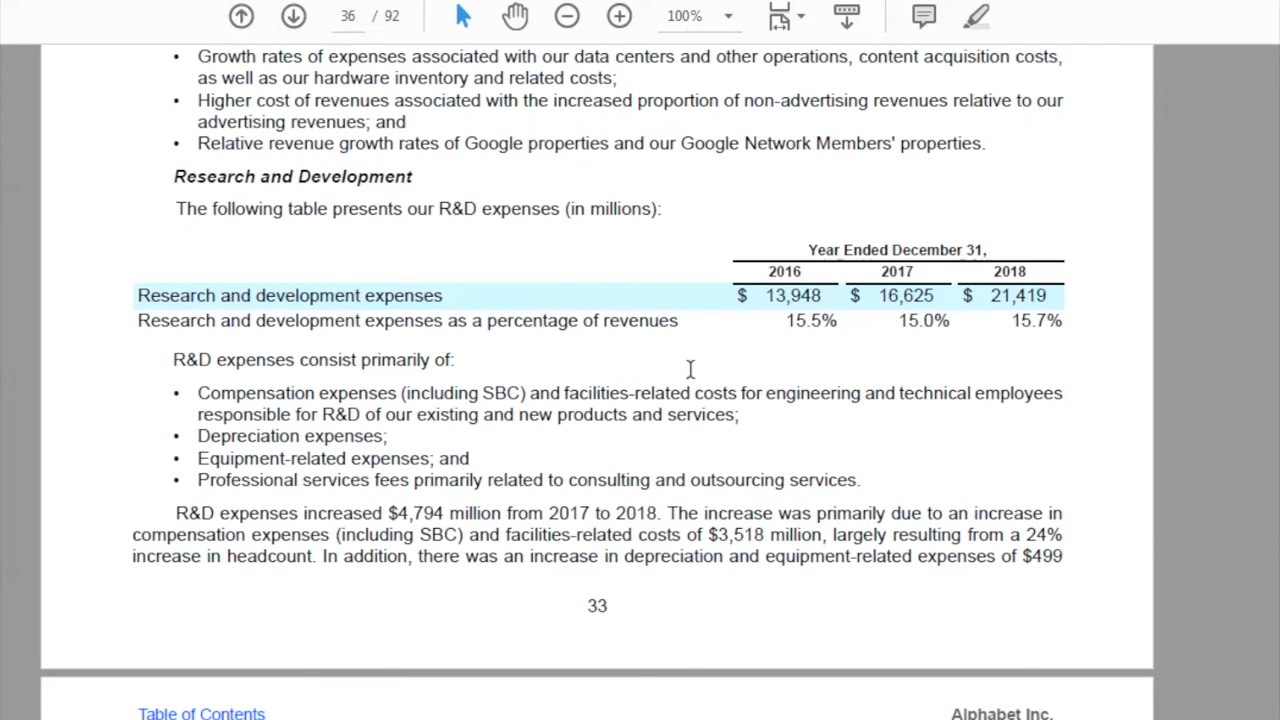 36 / 92 100%
• Growth rates of expenses associated with our data centers and other operations, content acquisition costs,
as well as our hardware inventory and related costs;
• Higher cost of revenues associated with the increased proportion of non-advertising revenues relative to our
advertising revenues; and
• Relative revenue growth rates of Google properties and our Google Network Members' properties.
Research and Development
The following table presents our R&D expenses (in millions):
Year Ended December 31,
2016 2017 2018
Research and development expenses $ 13,948 $ 16,625 $ 21,419
Research and development expenses as a percentage of revenues 15.5% 15.0% 15.7%
R&D expenses consist primarily of:
• Compensation expenses (including SBC) and facilities-related costs for engineering and technical employees
responsible for R&D of our existing and new products and services;
• Depreciation expenses;
• Equipment-related expenses; and
• Professional services fees primarily related to consulting and outsourcing services.
R&D expenses increased $4,794 million from 2017 to 2018. The increase was primarily due to an increase in
compensation expenses (including SBC) and facilities-related costs of $3,518 million, largely resulting from a 24%
increase in headcount. In addition, there was an increase in depreciation and equipment-related expenses of $499
33
Table of Contents Alphabet Inc.